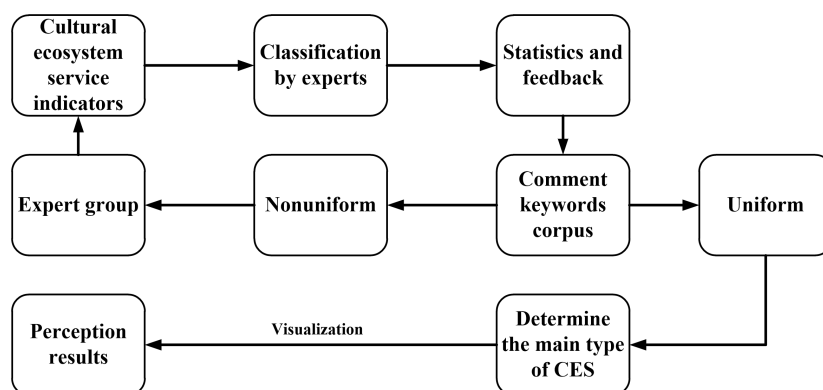 Cultural
ecosystem
service
indicators
Classification
by experts
Statistics and
feedback
Expert group
Nonuniform
Comment
keywords
corpus
Uniform
Perception
results
Visualization
Determine
the main type
of CES